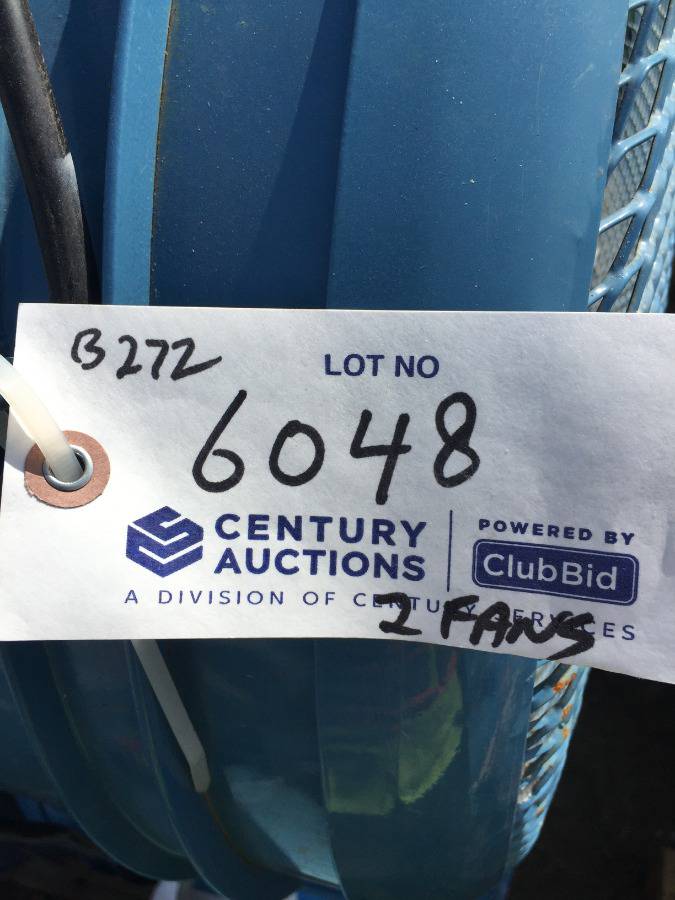 B272
LOT NO
6048
CENTURY
AUCTIONS
POWERED BY
ClubBid
A DIVISION OF CENTURY SERVICES
2 FANS